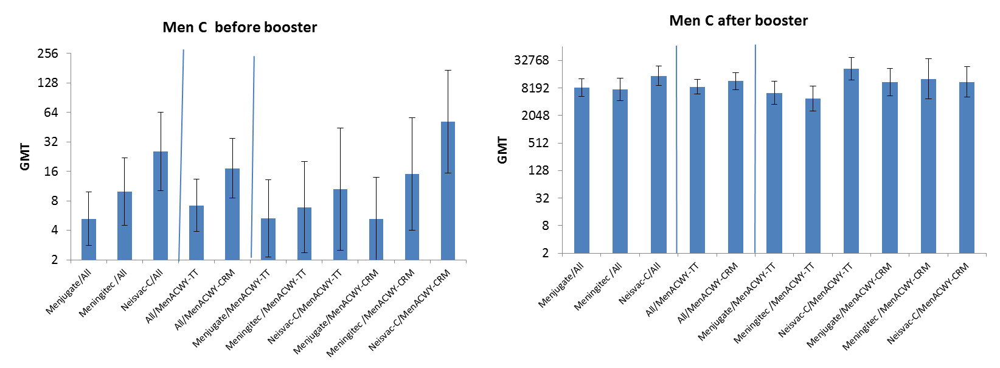 Men C  before booster
256
128
64
32
16
8
4
2
GMT
Menjugate/All
Meningitec /All
Neisvac-C/All
All/MenACWY-TT
All/MenACWY-CRM
Menjugate/MenACWY-TT
Meningitec /MenACWY-TT
Neisvac-C/MenACWY-TT
Menjugate/MenACWY-CRM
Meningitec /MenACWY-CRM
Neisvac-C/MenACWY-CRM
Men C after booster
32768
8192
2048
512
128
32
8
2
GMT
Menjugate/All
Meningitec /All
Neisvac-C/All
All/MenACWY-TT
All/MenACWY-CRM
Menjugate/MenACWY-TT
Meningitec /MenACWY-TT
Neisvac-C/MenACWY-TT
Menjugate/MenACWY-CRM
Meningitec /MenACWY-CRM
Neisvac-C/MenACWY-CRM